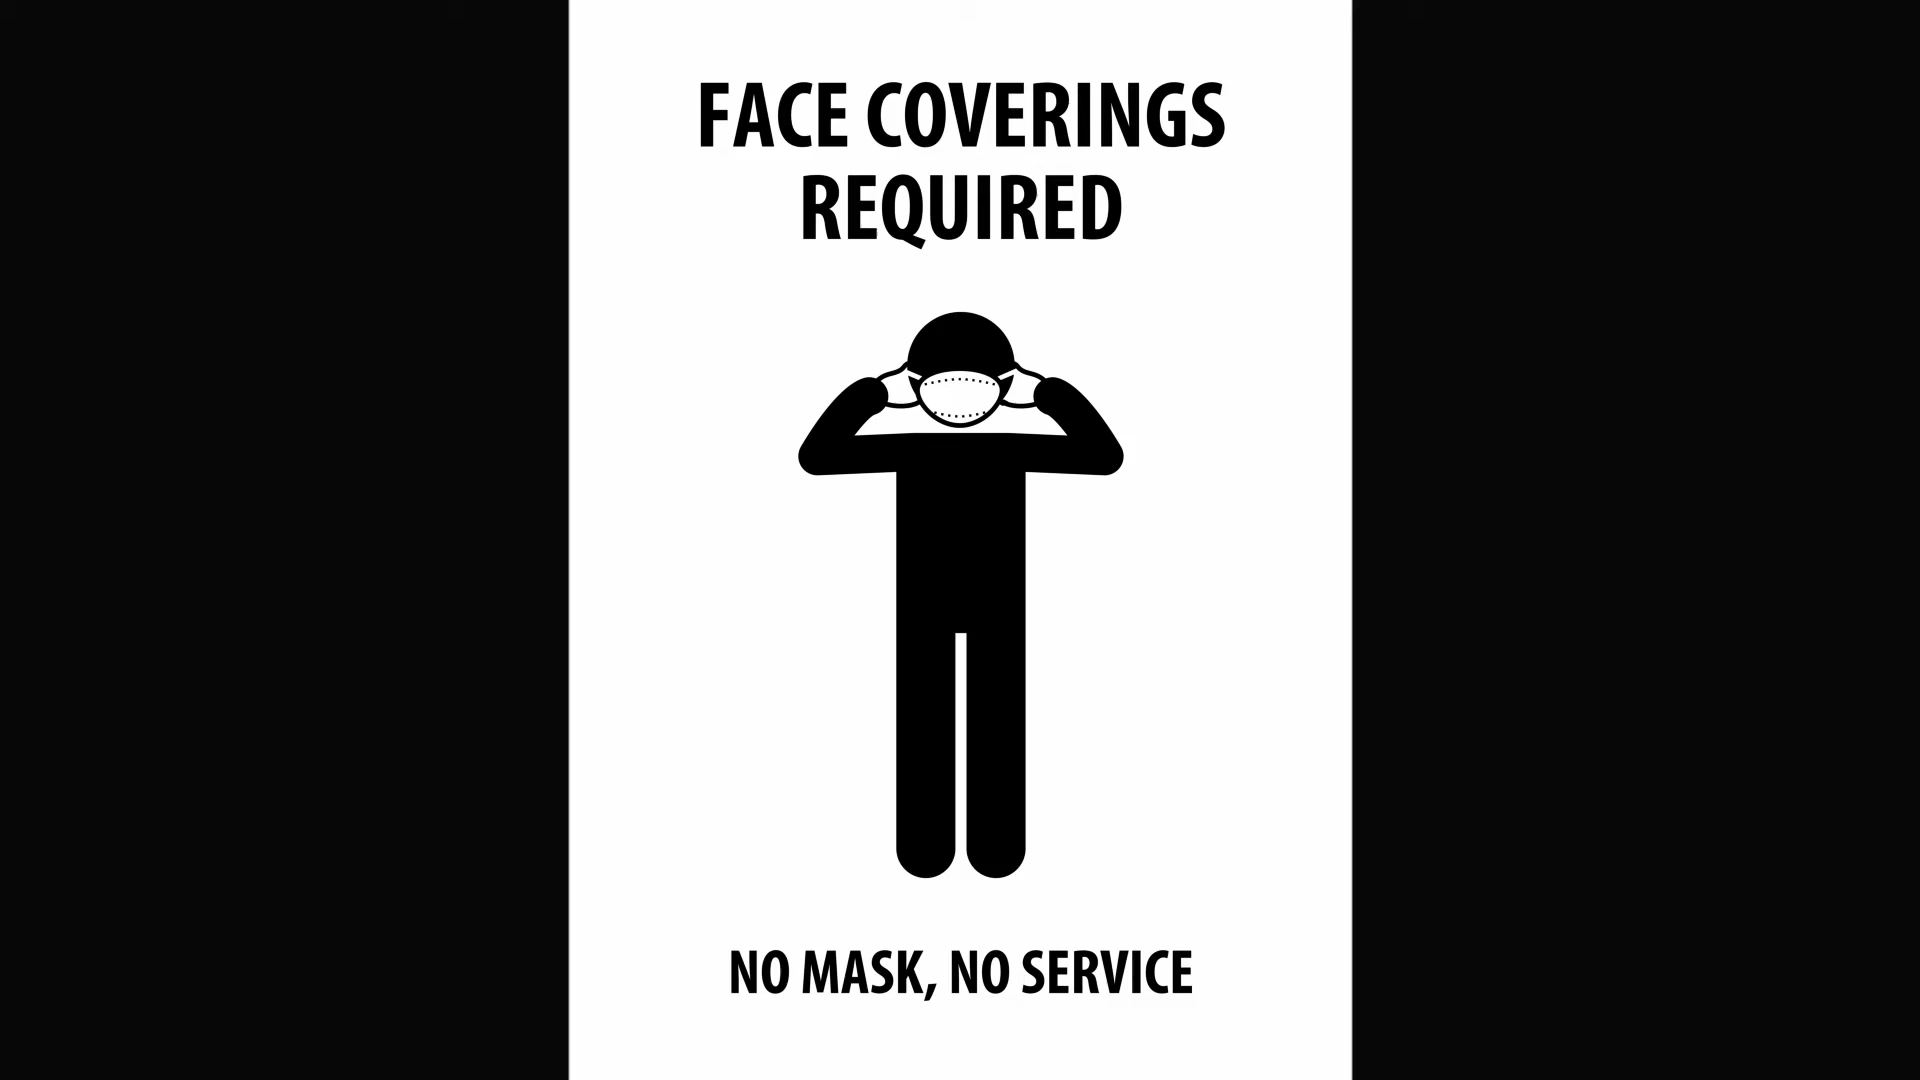 FACE COVERINGS
REQUIRED
NO MASK, NO SERVICE